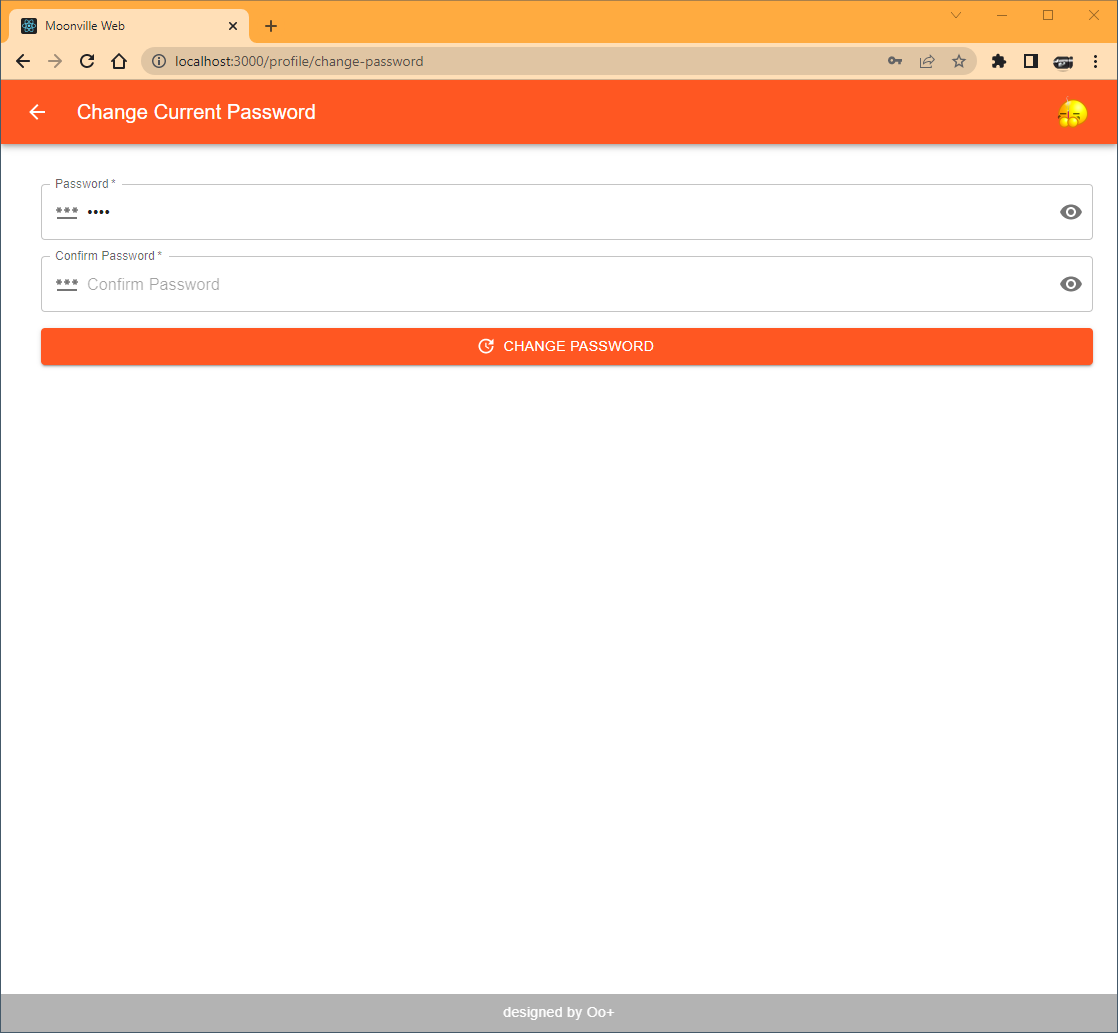 Moonville Web
localhost:3000/profile/change-password
Change Current Password
Password *
••••
Confirm Password *
Confirm Password
CHANGE PASSWORD
designed by Oo+